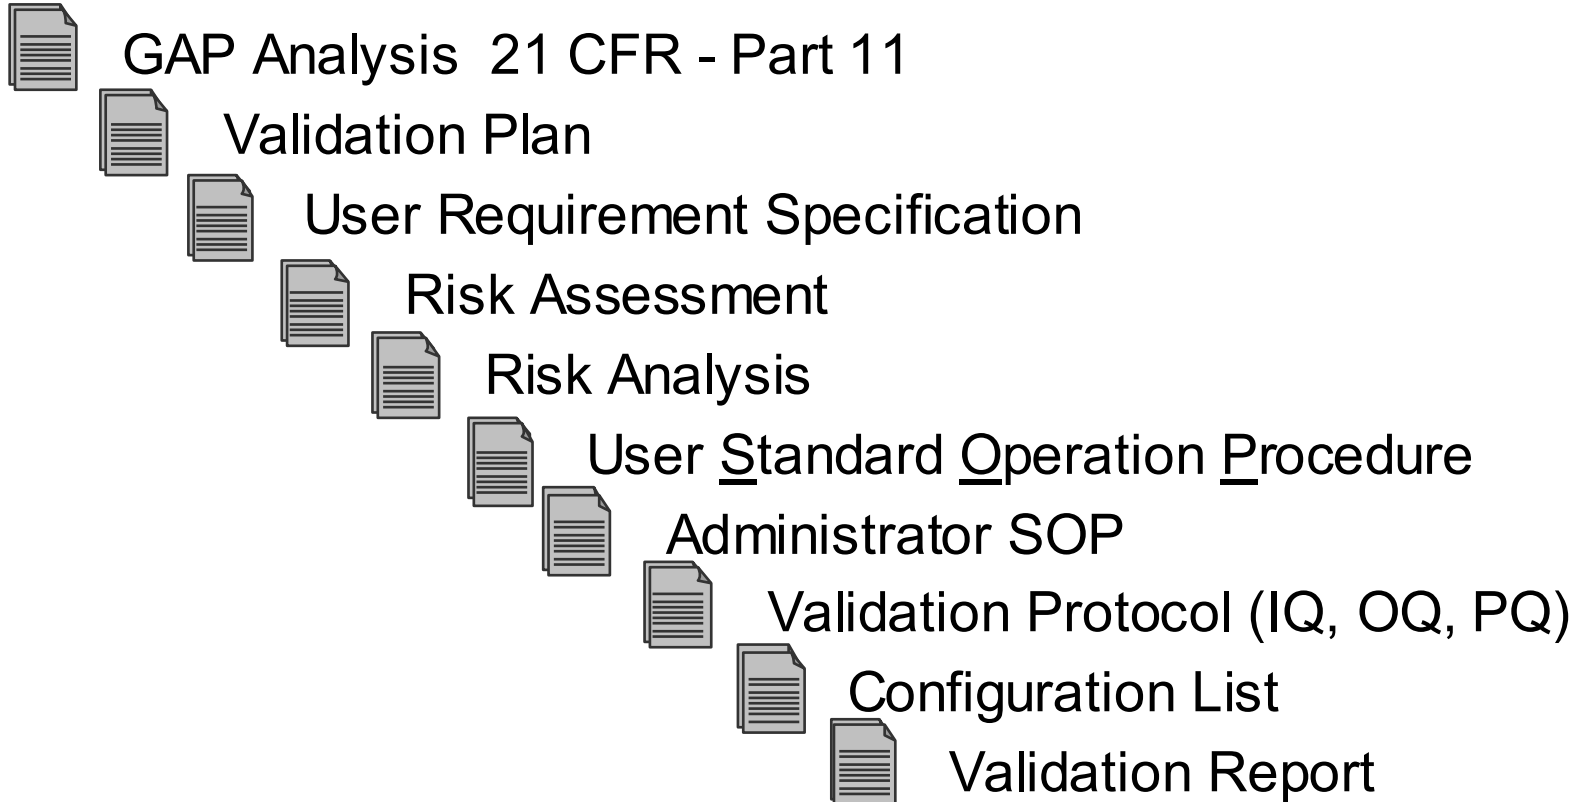 GAP Analysis 21 CFR - Part 11
Validation Plan
User Requirement Specification
Risk Assessment
Risk Analysis
User Standard Operation Procedure
Administrator SOP
Validation Protocol (IQ, OQ, PQ)
Configuration List
Validation Report